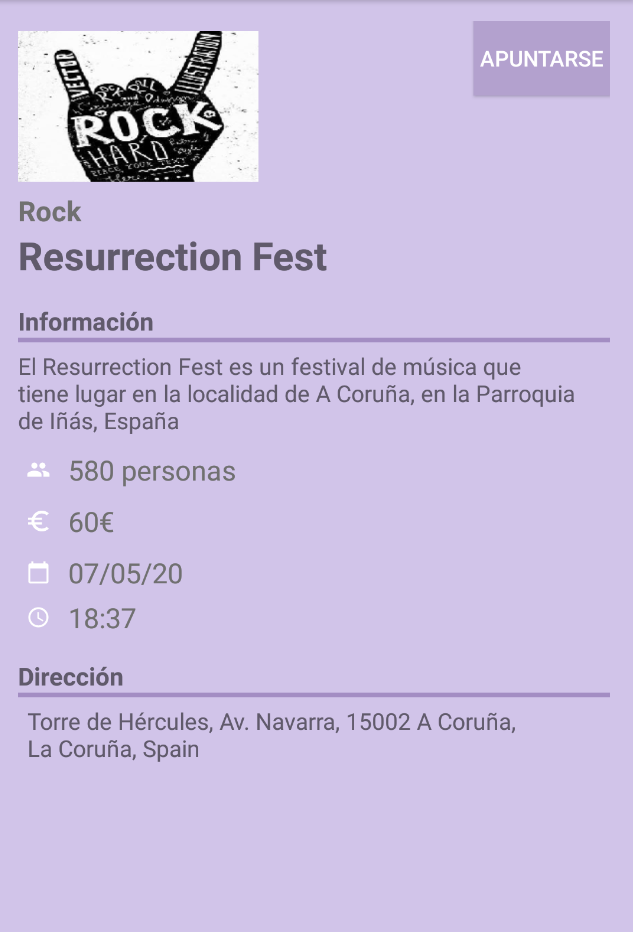 APUNTARSE
VECTOR
ILUSTRACION
ROCK
HARD
Rock
Resurrection Fest
Información
El Resurrection Fest es un festival de música que
tiene lugar en la localidad de A Coruña, en la Parroquia
de Iñás, España
580 personas
60€
07/05/20
18:37
Dirección
Torre de Hércules, Av. Navarra, 15002 A Coruña,
La Coruña, Spain